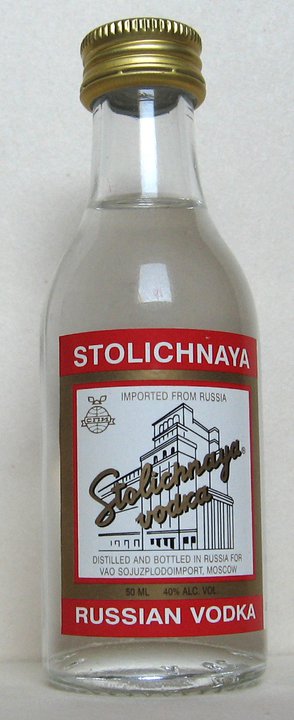 STOLICHNAYA
IMPORTED FROM RUSSIA
СПИ
Stolichnaya®
vodka
DISTILLED AND BOTTLED IN RUSSIA FOR
VAO SOJUZPLODOIMPORT, MOSCOW
50 ML 40% ALC. VOL.
RUSSIAN VODKA